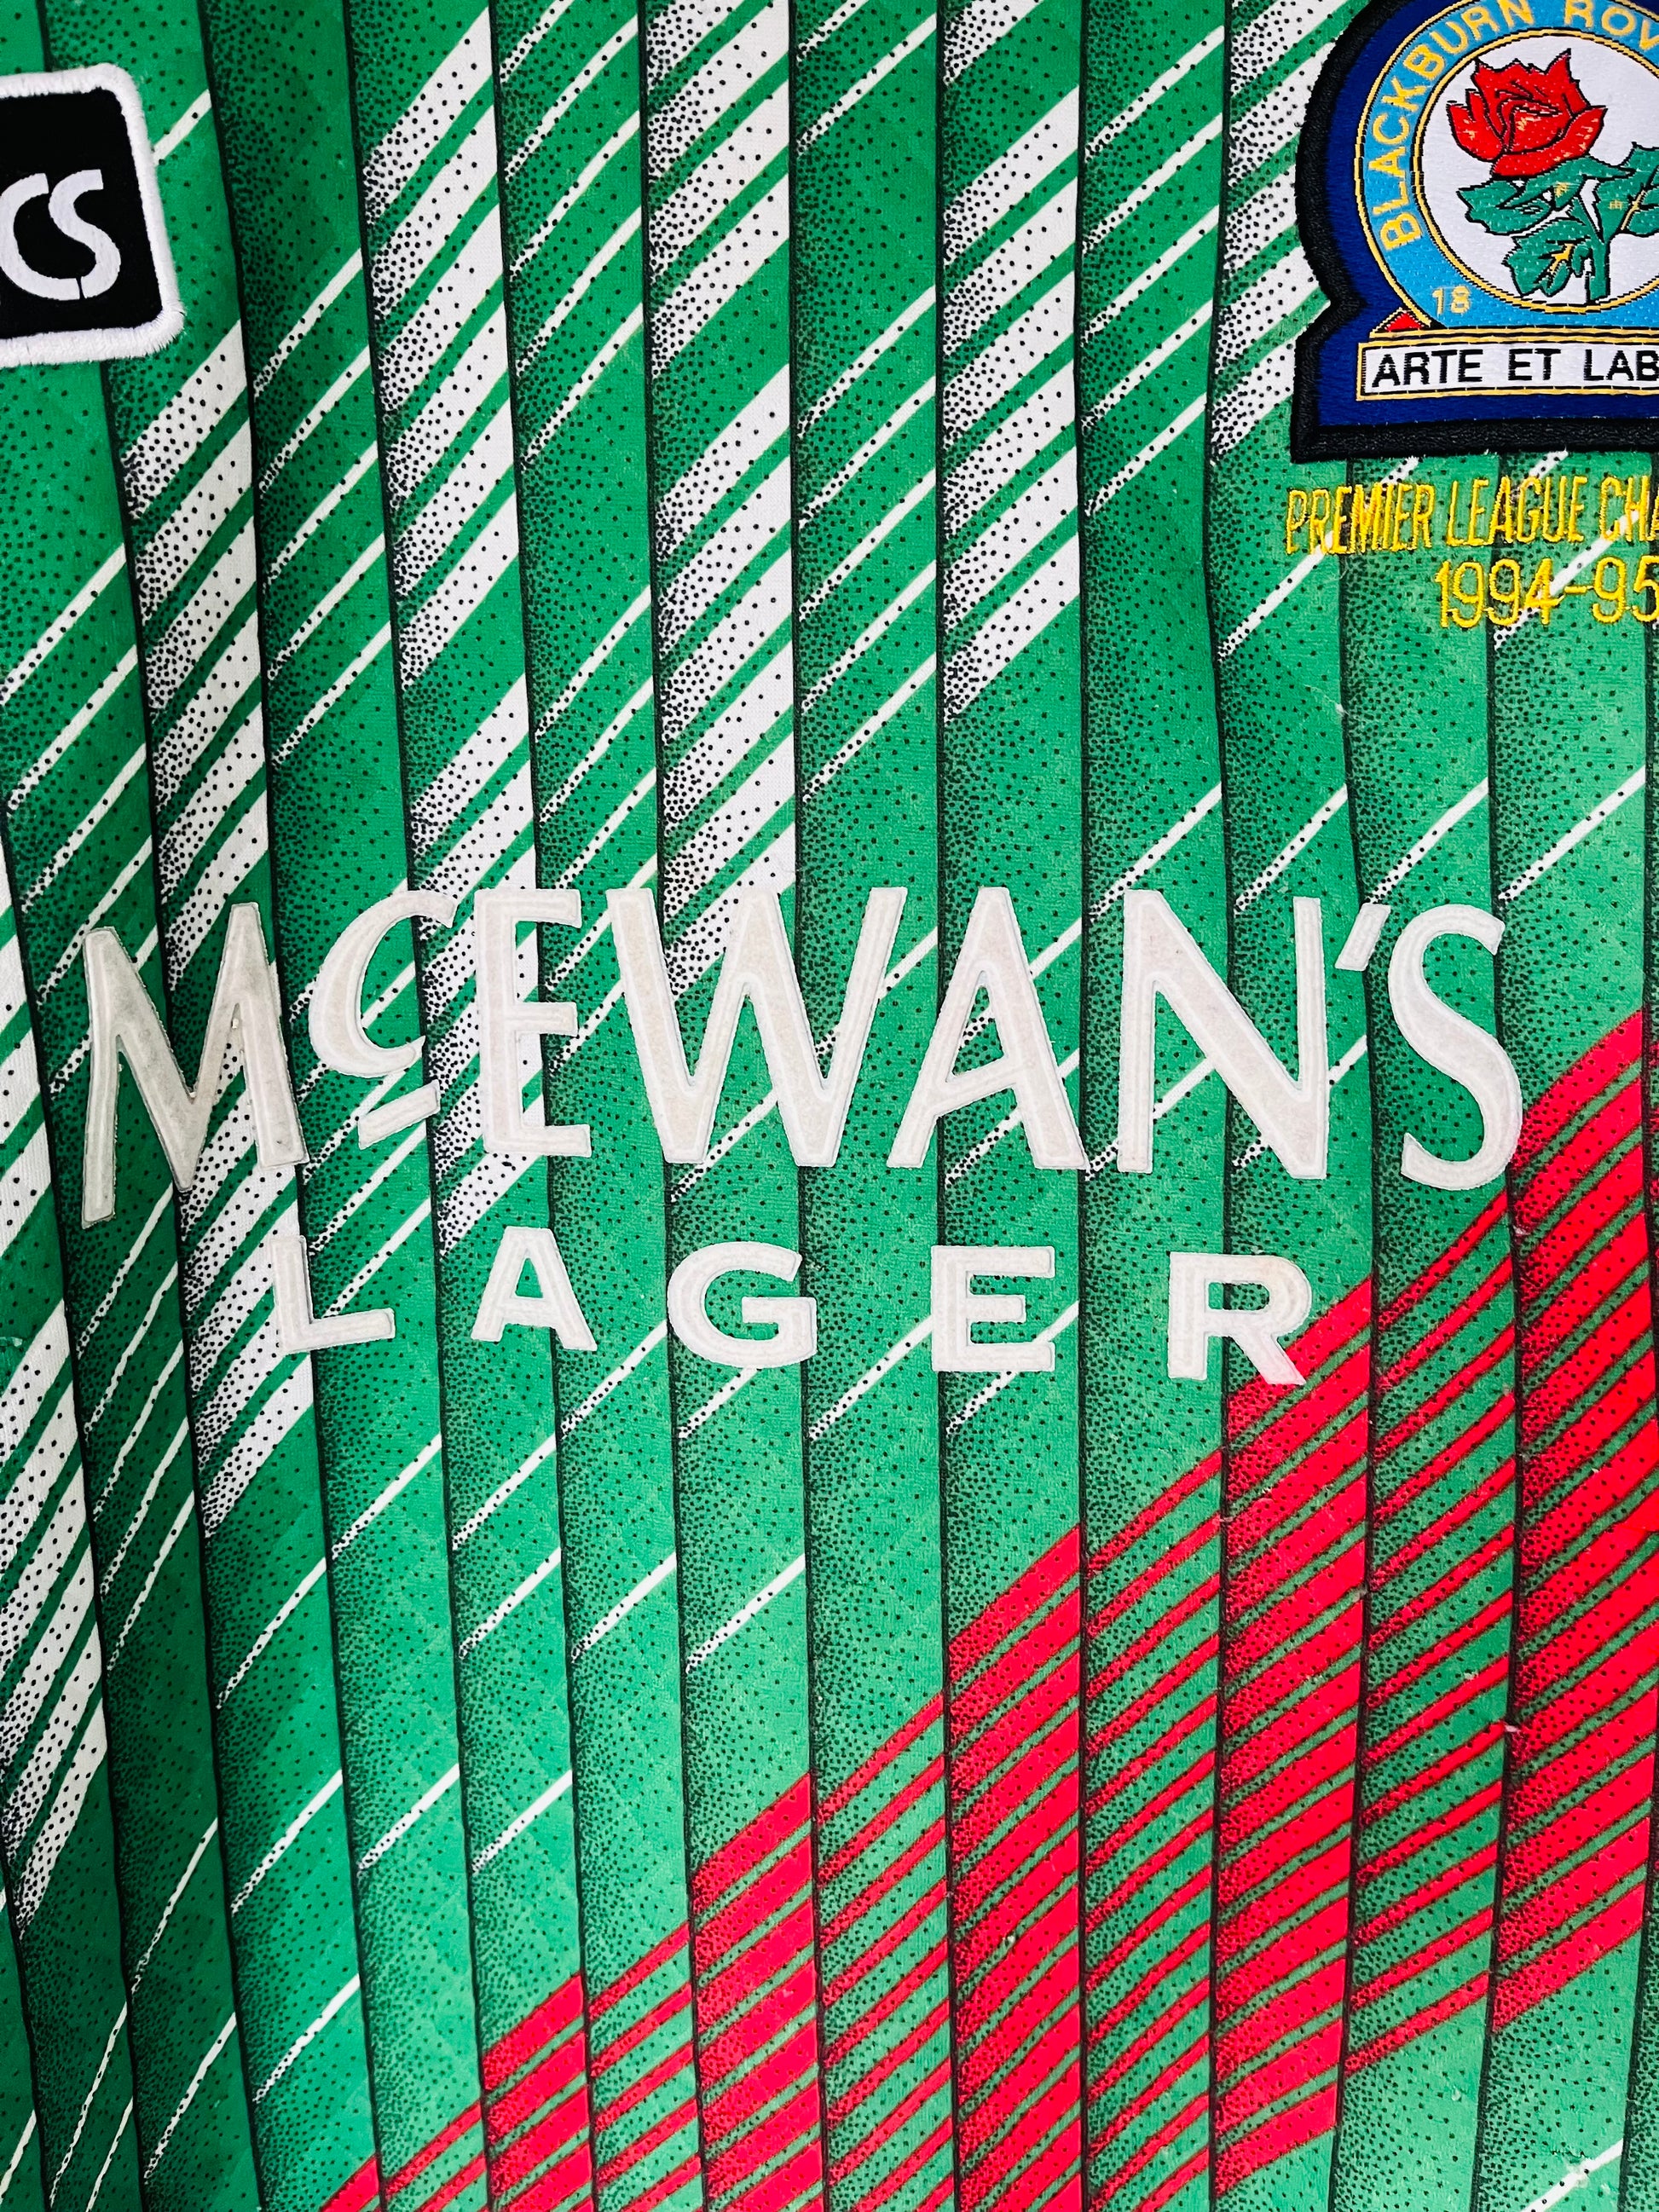 CS
BLACKBURN ROV
18
ARTE ET LAB
PREMIER LEAGUE CHA
1994-95
McEWAN'S
LAGER